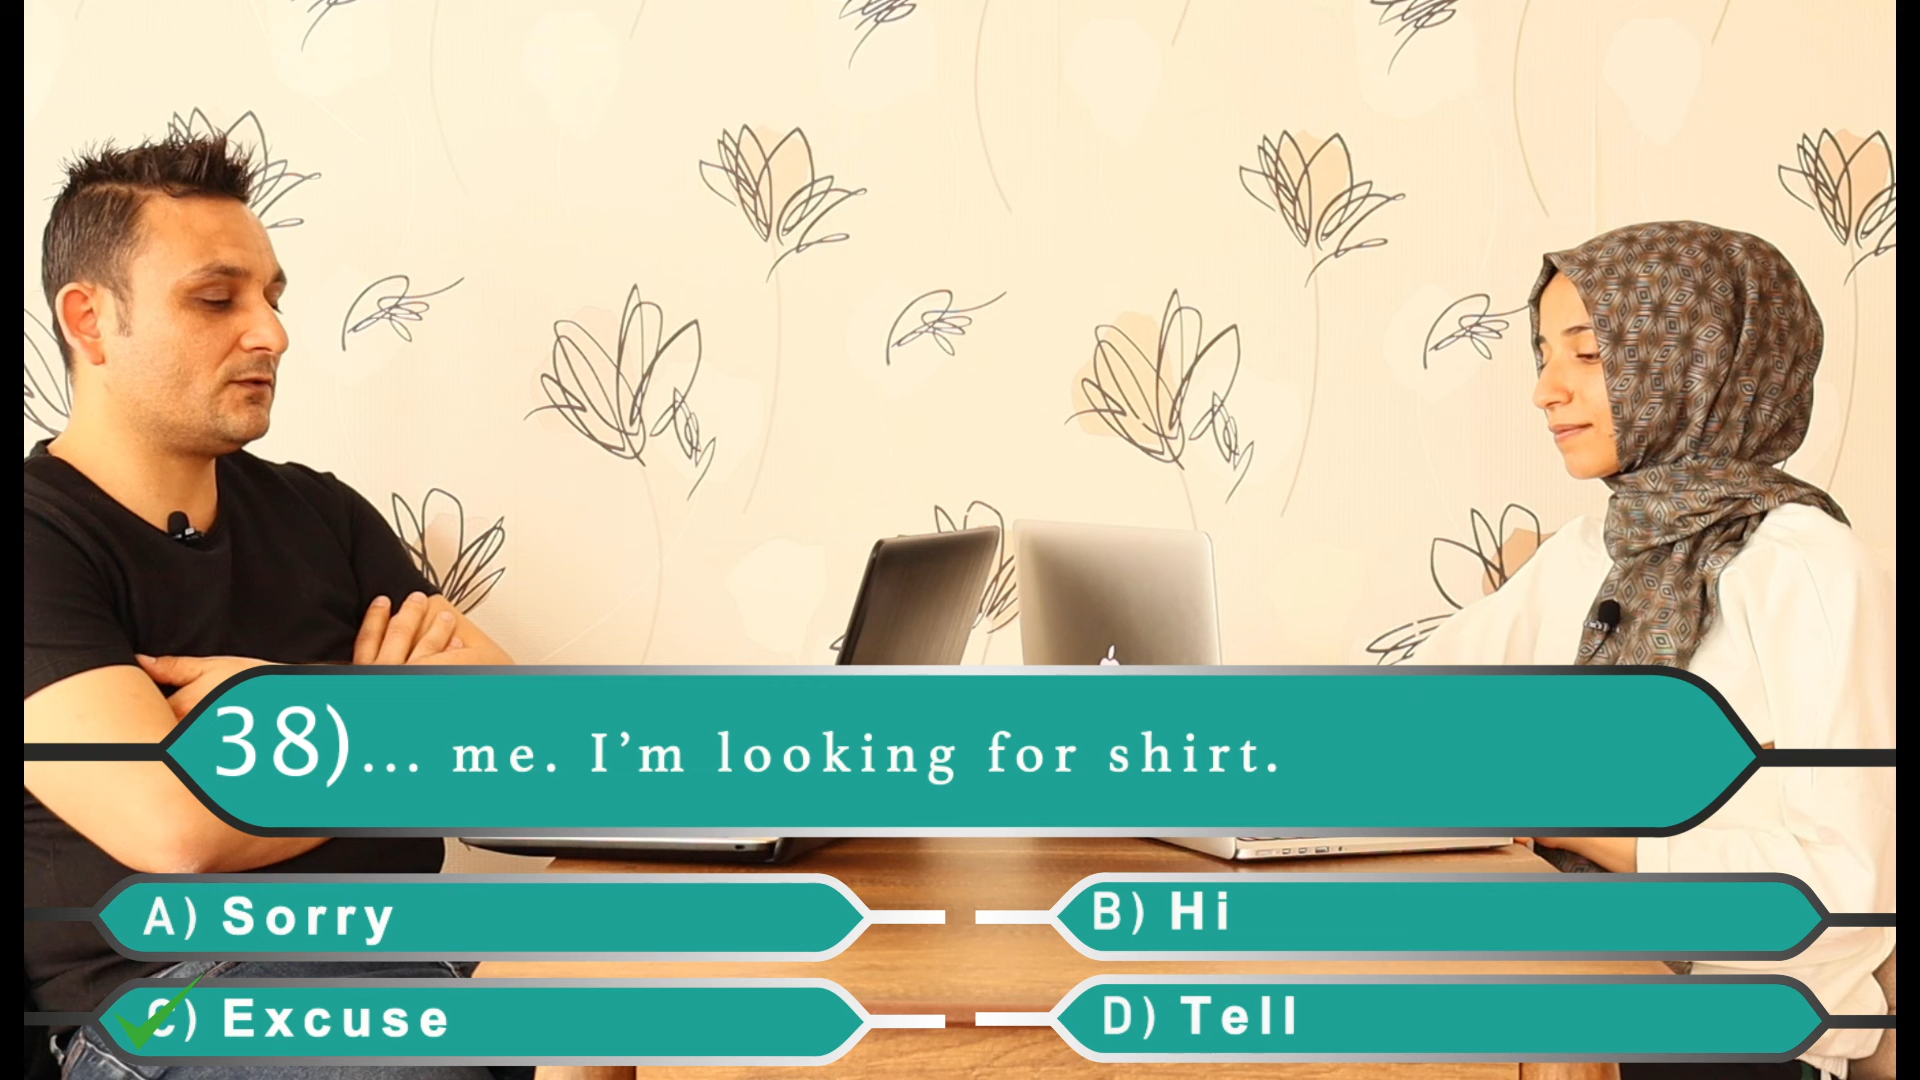 38)... me. I’m looking for shirt.
A) Sorry
B) Hi
C) Excuse
D) Tell